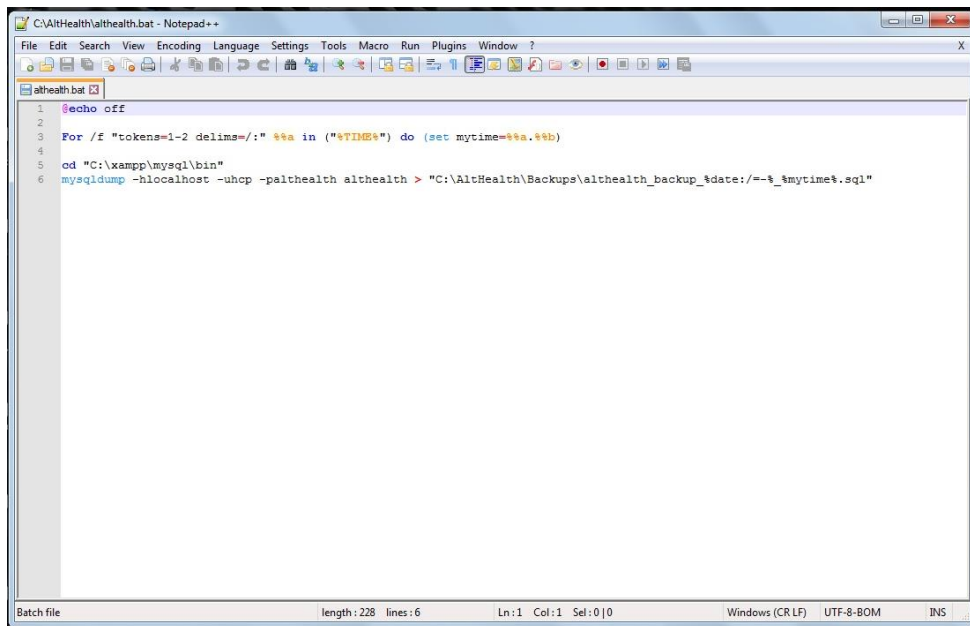 C:\AltHealth\althealth.bat - Notepad++
File Edit Search View Encoding Language Settings Tools Macro Run Plugins Window ? X
althealth.bat
1 @echo off
2
3 For /f "tokens=1-2 delims=/:" %%a in ("%TIME%") do (set mytime=%%a.%%b)
4
5 cd "C:\xampp\mysql\bin"
6 mysqldump -hlocalhost -uhcp -palthealth althealth > "C:\AltHealth\Backups\althealth_backup_%date:/=-%_%mytime%.sql"
Batch file length : 228 lines : 6 Ln : 1 Col : 1 Sel : 0 | 0 Windows (CR LF) UTF-8-BOM INS